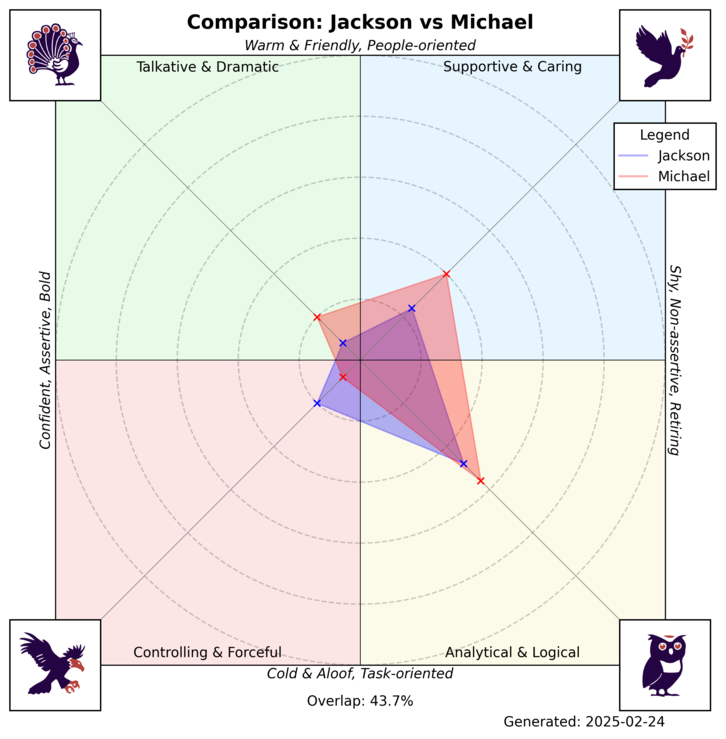 Comparison: Jackson vs Michael
Warm & Friendly, People-oriented
Talkative & Dramatic
Supportive & Caring
Legend
Jackson
Michael
Confident, Assertive, Bold
Shy, Non-assertive, Retiring
Controlling & Forceful
Analytical & Logical
Cold & Aloof, Task-oriented
Overlap: 43.7%
Generated: 2025-02-24